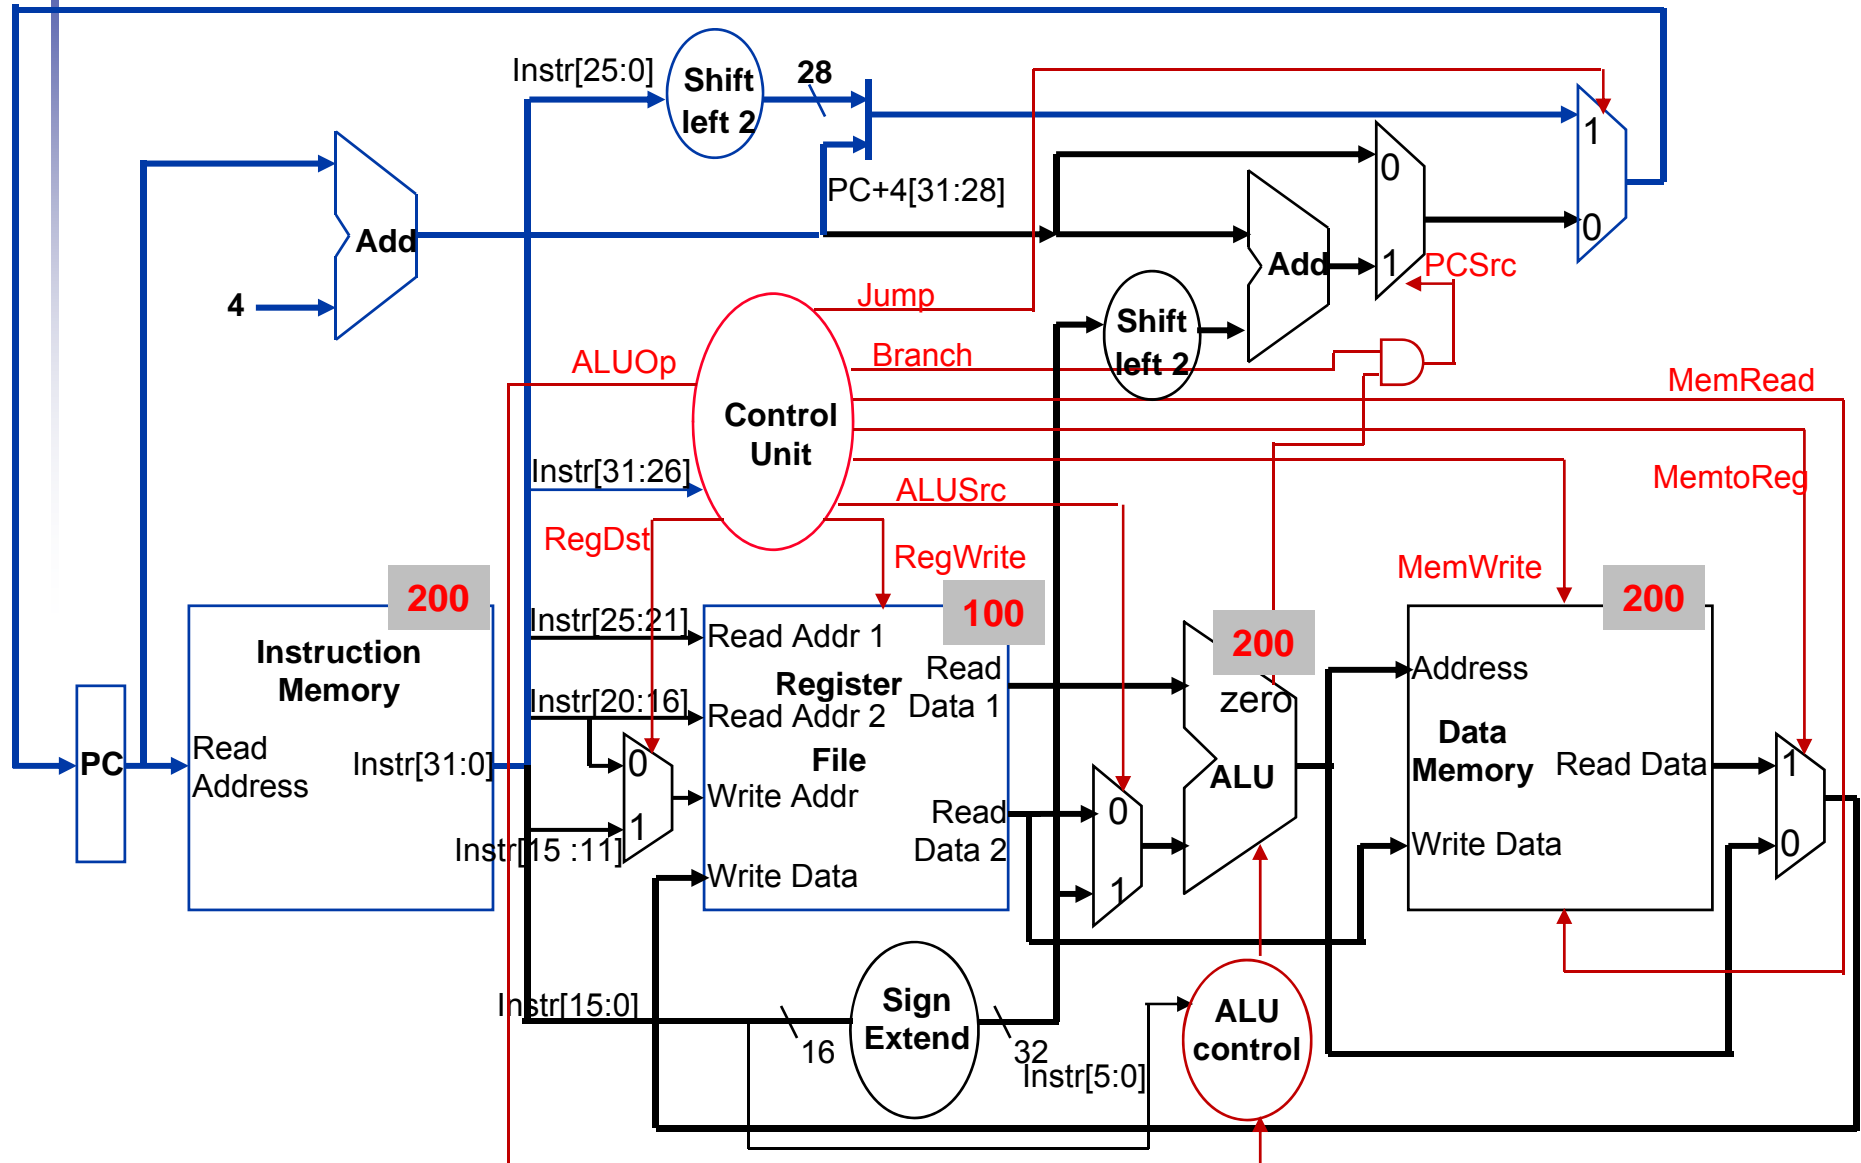 Instr[25:0]
Shift
left 2
28
1
0
PC+4[31:28]
Add
0
1
Add
PCSrc
4
Jump
Shift
left 2
ALUOp
Branch
MemRead
Control
Unit
Instr[31:26]
ALUSrc
MemtoReg
RegDst
RegWrite
MemWrite
200
100
200
200
Instruction
Memory
Read
Address
Instr[31:0]
PC
Instr[25:21]
Read Addr 1
Instr[20:16]
Register
Read Addr 2
File
Write Addr
Write Data
Read
Data 1
Read
Data 2
0
1
Instr[15 :11]
zero
ALU
0
1
Address
Data
Memory
Read Data
Write Data
1
0
Instr[15:0]
16
Sign
Extend
32
Instr[5:0]
ALU
control